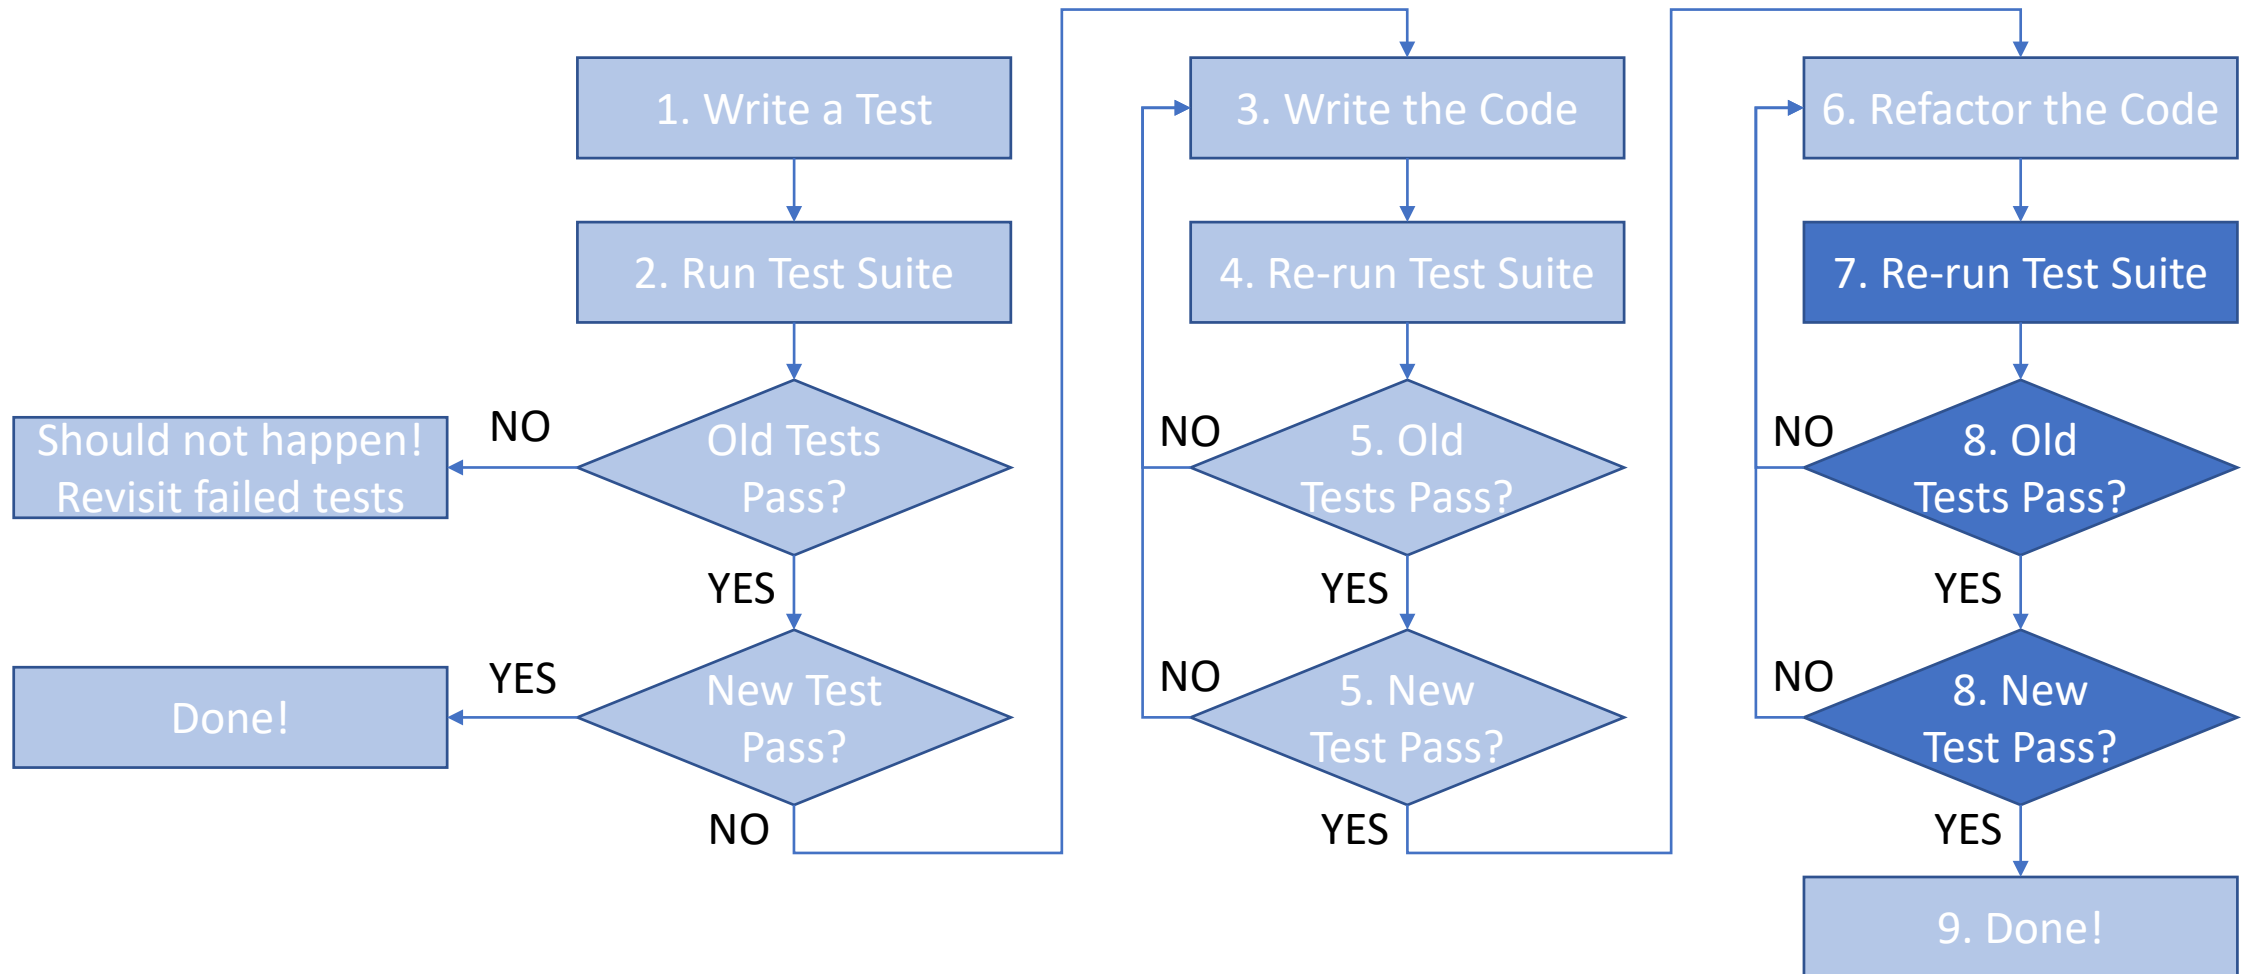 1. Write a Test
2. Run Test Suite
Old Tests
Pass?
NO
Should not happen!
Revisit failed tests
YES
New Test
Pass?
YES
Done!
NO
3. Write the Code
4. Re-run Test Suite
5. Old
Tests Pass?
NO
YES
5. New
Test Pass?
NO
YES
6. Refactor the Code
7. Re-run Test Suite
8. Old
Tests Pass?
NO
YES
8. New
Test Pass?
NO
YES
9. Done!